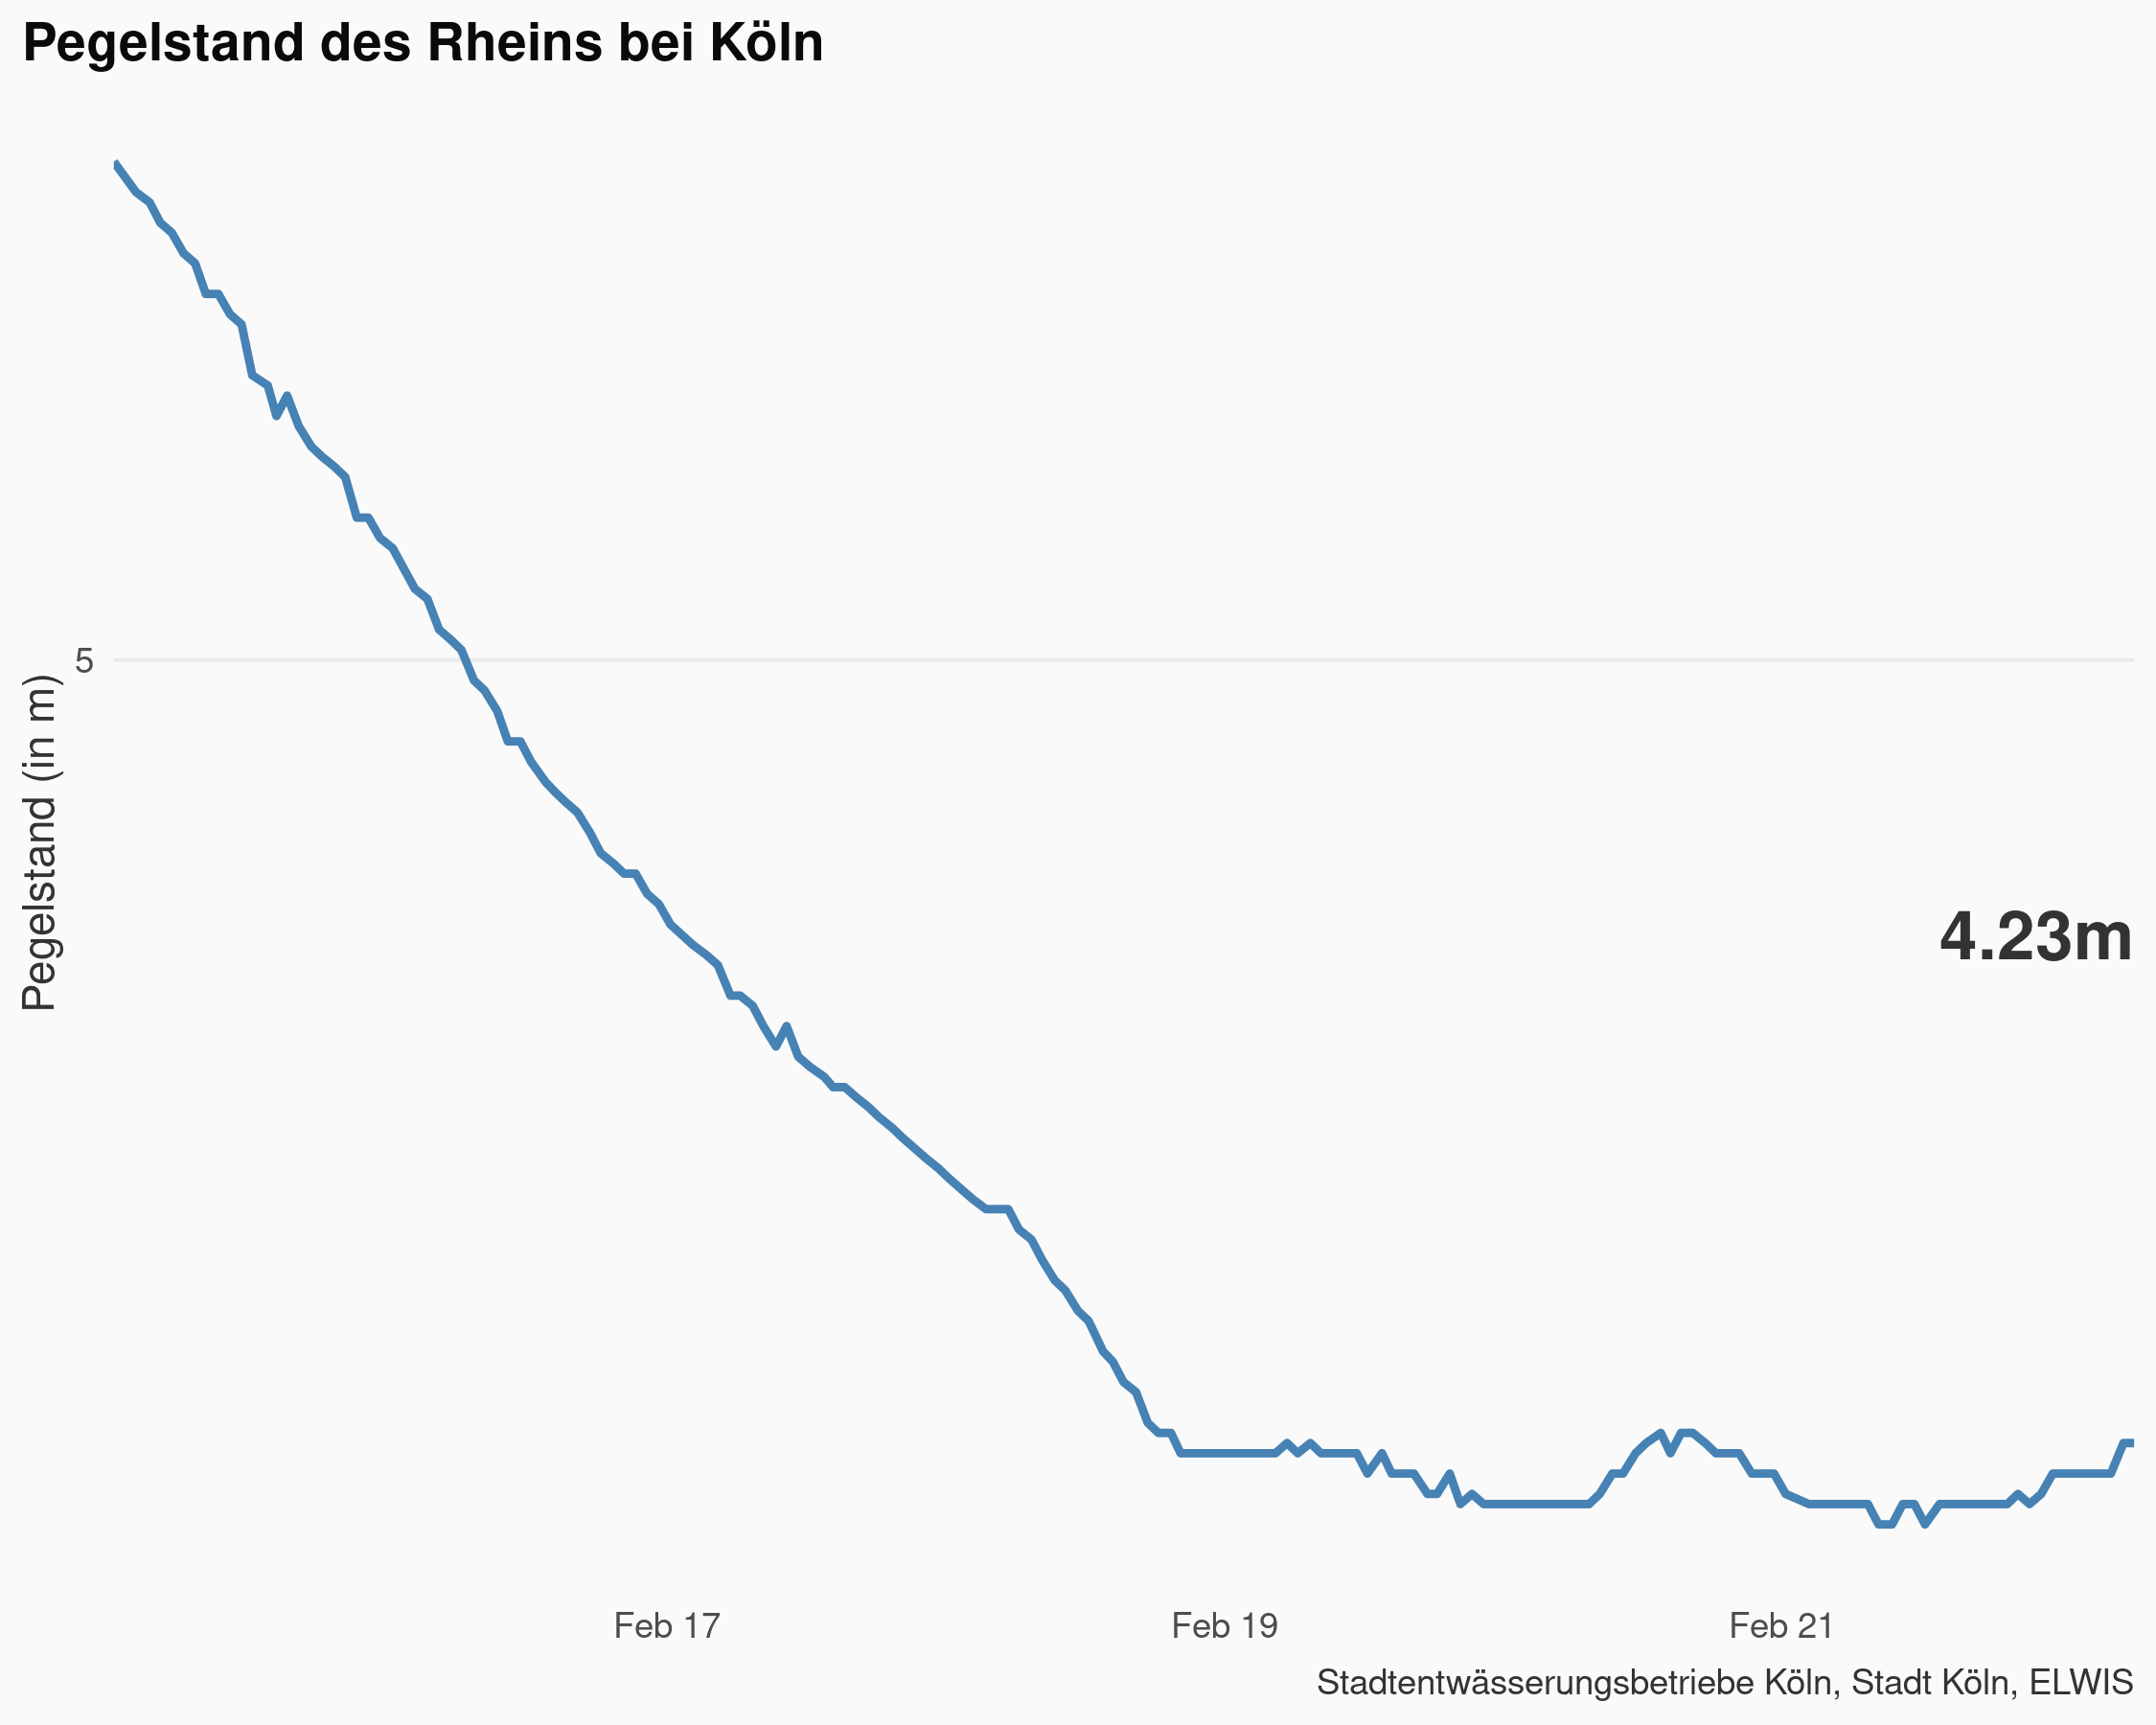 Pegelstand des Rheins bei Köln
5
Pegelstand (in m)
4.23m
Feb 17
Feb 19
Feb 21
Stadtentwässerungsbetriebe Köln, Stadt Köln, ELWIS